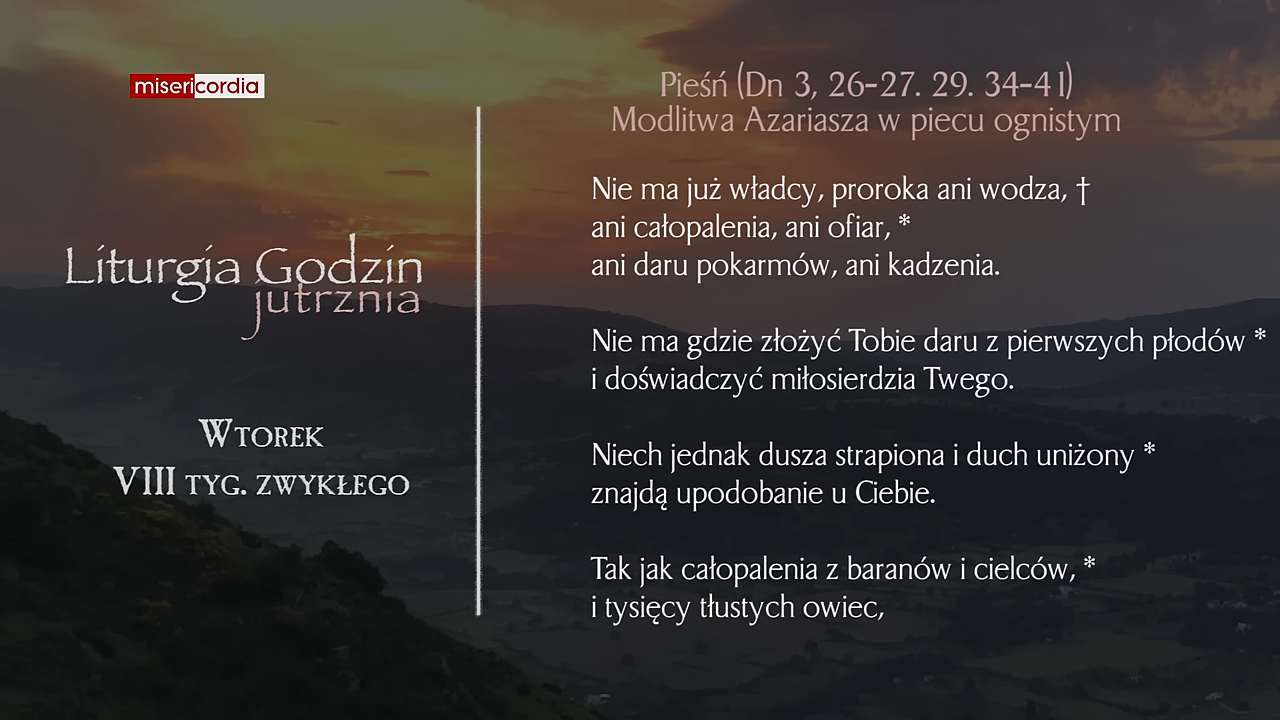 misericordia
Liturgia Godzin
jutrznia
Wtorek
VIII tyg. zwykłego
Pieśń (Dn 3, 26-27. 29. 34-41)
Modlitwa Azariasza w piecu ognistym
Nie ma już władcy, proroka ani wodza, †
ani całopalenia, ani ofiar, *
ani daru pokarmów, ani kadzenia.
Nie ma gdzie złożyć Tobie daru z pierwszych płodów *
i doświadczyć miłosierdzia Twego.
Niech jednak dusza strapiona i duch uniżony *
znajdą upodobanie u Ciebie.
Tak jak całopalenia z baranów i cielców, *
i tysięcy tłustych owiec,